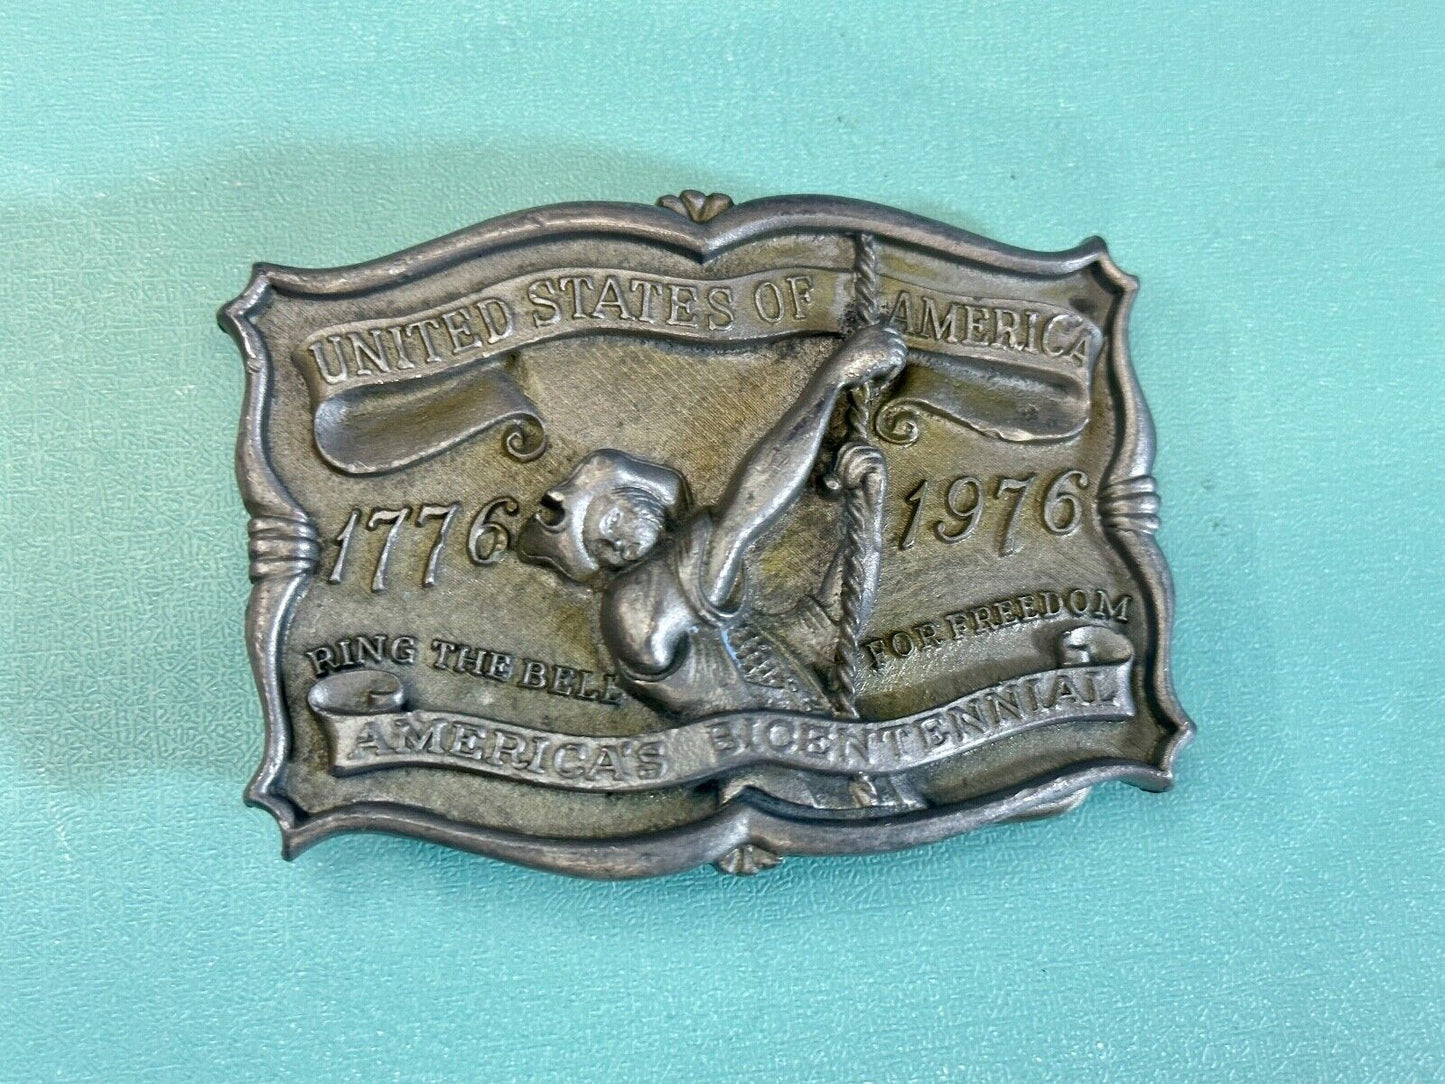 UNITED STATES OF AMERICA
1776 1976
RING THE BELL FOR FREEDOM
AMERICA'S BICENTENNIAL